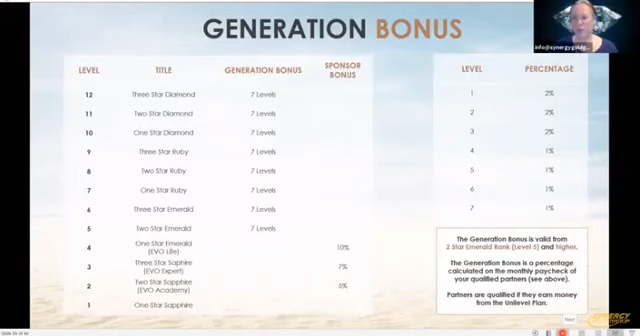 GENERATION BONUS
LEVEL TITLE GENERATION BONUS SPONSOR BONUS
12 Three Star Diamond 7 Levels
11 Two Star Diamond 7 Levels
10 One Star Diamond 7 Levels
9 Three Star Ruby 7 Levels
8 Two Star Ruby 7 Levels
7 One Star Ruby 7 Levels
6 Three Star Emerald 7 Levels
5 Two Star Emerald 7 Levels
4 One Star Emerald (EVO Life) 10%
3 Three Star Saphire (EVO Expert) 7%
2 Two Star Sapphire (EVO Academy) 5%
1 One Star Sapphire
LEVEL PERCENTAGE
1 2%
2 2%
3 2%
4 1%
5 1%
6 1%
7 1%
The Generation Bonus is valid from
2 Star Emerald Rank (Level 5) and higher.
The Generation Bonus is a percentage
calculated on the monthly paycheck of
your qualified partners (see above).
Partners are qualified if they earn money
from the Unilevel Plan.
Next
SYNERGY